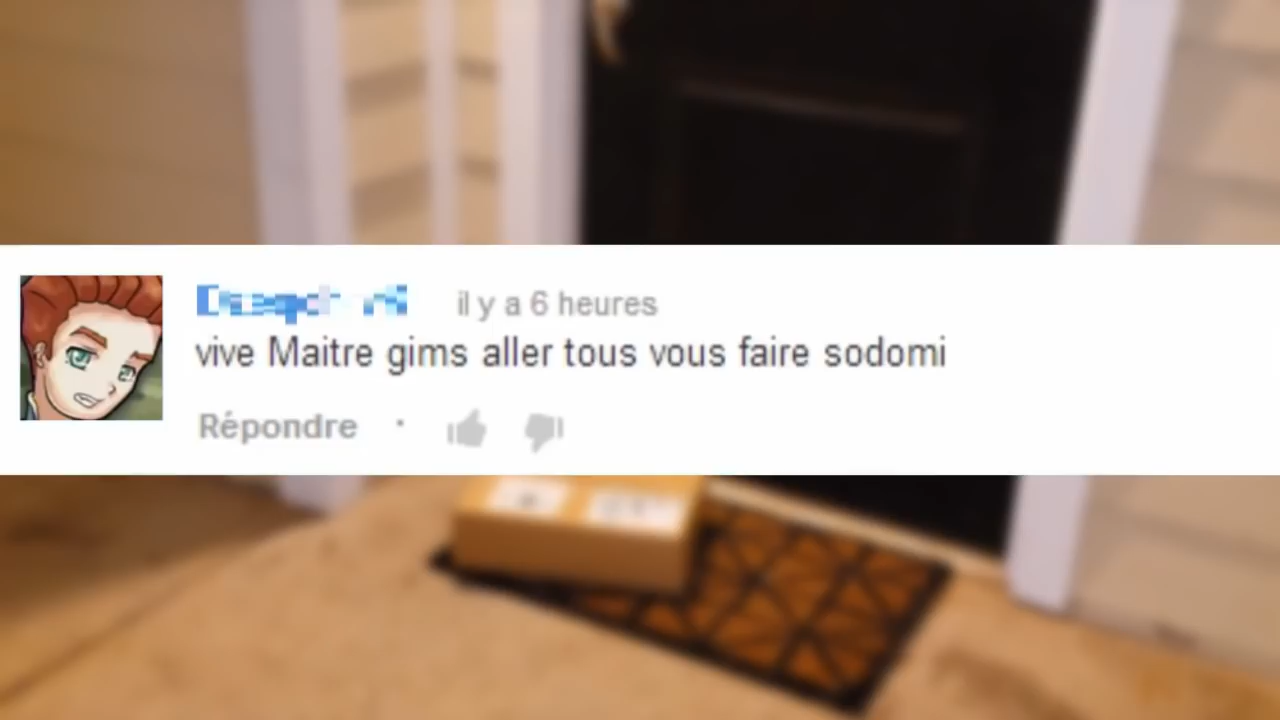 il y a 6 heures
vive Maitre gims aller tous vous faire sodomi
Répondre